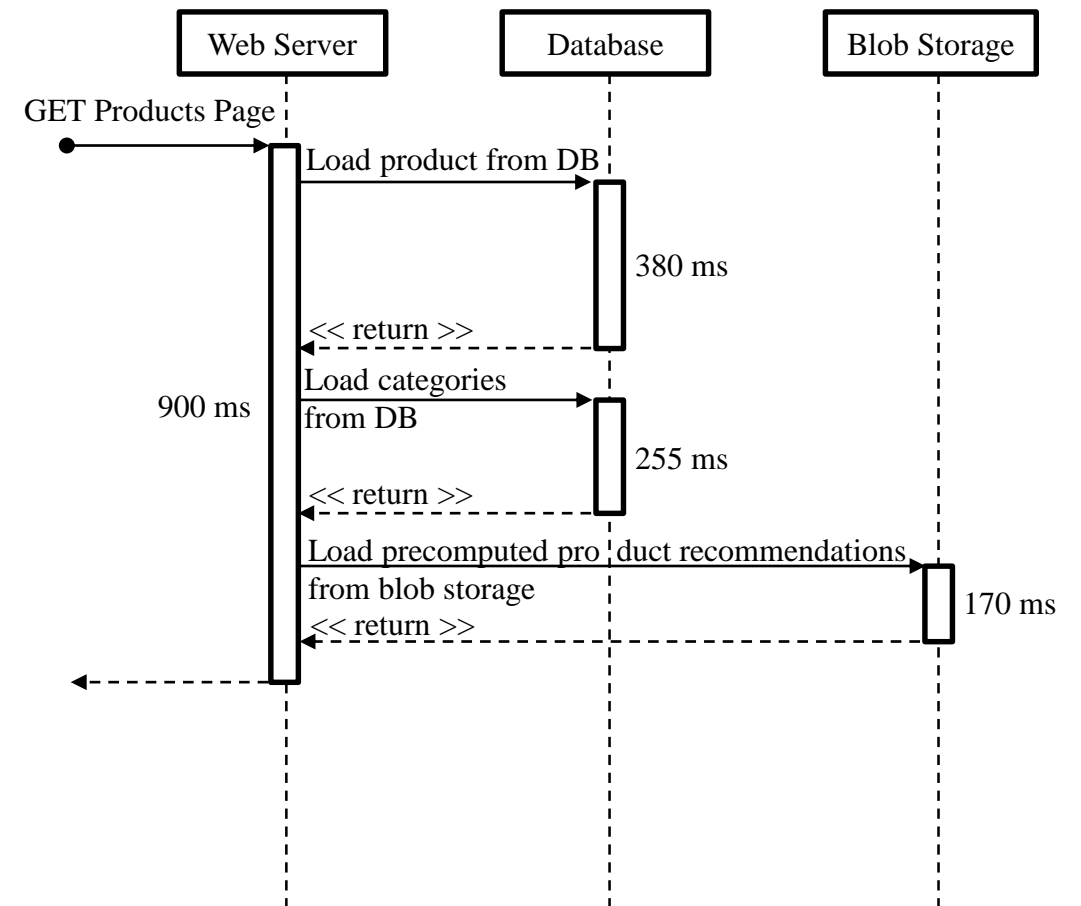 Web Server
Database
Blob Storage
GET Products Page
Load product from DB
380 ms
<< return >>
Load categories
from DB
900 ms
255 ms
<< return >>
Load precomputed pro duct recommendations
from blob storage
170 ms
<< return >>